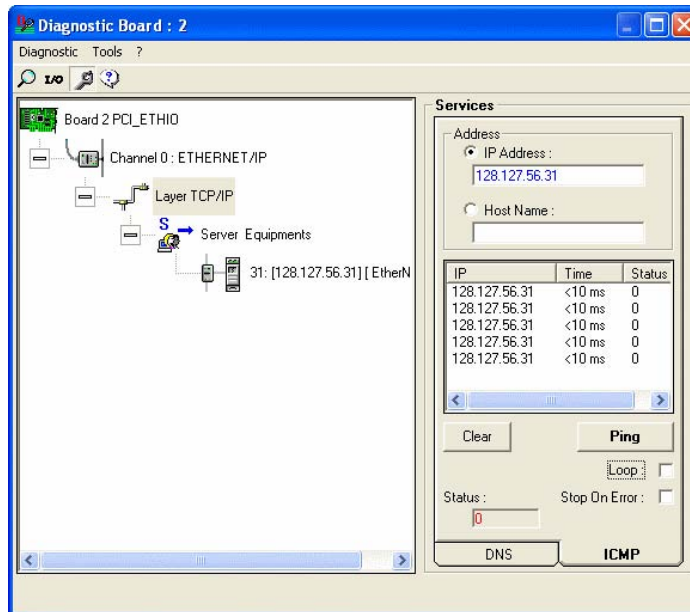 Diagnostic Board : 2
Diagnostic Tools ?
I/O
Board 2 PCI_ETHIO
Channel 0 : ETHERNET/IP
Layer TCP/IP
S
Server Equipments
31: [128.127.56.31] [ EtherN
Services
Address
IP Address :
128.127.56.31
Host Name :
IP Time Status
128.127.56.31 <10 ms 0
128.127.56.31 <10 ms 0
128.127.56.31 <10 ms 0
128.127.56.31 <10 ms 0
128.127.56.31 <10 ms 0
Clear Ping
Loop :
Status : Stop On Error :
0
DNS ICMP